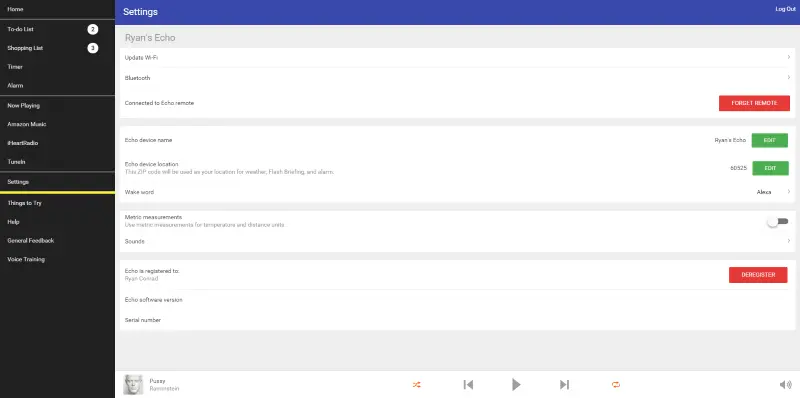 Home
To-do List 2
Shopping List 3
Timer
Alarm
Now Playing
Amazon Music
iHeartRadio
TuneIn
Settings
Things to Try
Help
General Feedback
Voice Training
Settings
Log Out
Ryan's Echo
Update Wi-Fi
Bluetooth
Connected to Echo remote
FORGET REMOTE
Echo device name
Ryan's Echo
EDIT
Echo device location
This ZIP code will be used as your location for weather, Flash Briefing, and alarm.
60525
EDIT
Wake word
Alexa
Metric measurements
Use metric measurements for temperature and distance units.
Sounds
Echo is registered to:
Ryan Conrad
DEREGISTER
Echo software version
Serial number
Pussy
Rammstein